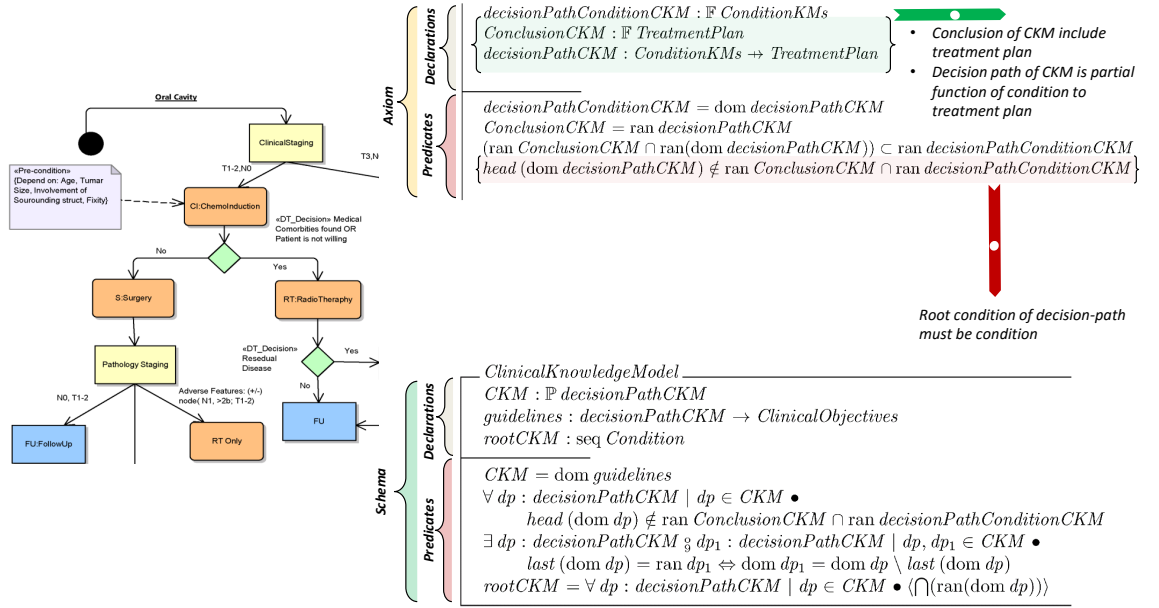 Oral Cavity
ClinicalStaging
T1-2,N0
T3,N
«Pre-condition»
{Depend on: Age, Tumar
Size, Involvement of
Sourounding struct, Fixity}
CI:ChemoInduction
«DT_Decision» Medical
Comorbities found OR
Patient is not willing
No
Yes
S:Surgery
RT:RadioTheraphy
Pathology Staging
«DT_Decision»
Resedual
Disease
Yes
No
N0, T1-2
Adverse Features: (+/-)
node( N1, >2b; T1-2)
FU:FollowUp
RT Only
FU
Axiom
Declarations
Predicates
decisionPathConditionCKM : 𝔽 ConditionKMs
ConclusionCKM : 𝔽 TreatmentPlan
decisionPathCKM : ConditionKMs ⇸ TreatmentPlan
decisionPathConditionCKM = dom decisionPathCKM
ConclusionCKM = ran decisionPathCKM
(ran ConclusionCKM ∩ ran(dom decisionPathCKM)) ⊂ ran decisionPathConditionCKM
head (dom decisionPathCKM) ∉ ran ConclusionCKM ∩ ran decisionPathConditionCKM
• Conclusion of CKM include
treatment plan
• Decision path of CKM is partial
function of condition to
treatment plan
Root condition of decision-path
must be condition
Schema
Declarations
Predicates
ClinicalKnowledgeModel
CKM : ℙ decisionPathCKM
guidelines : decisionPathCKM → ClinicalObjectives
rootCKM : seq Condition
CKM = dom guidelines
∀ dp : decisionPathCKM | dp ∈ CKM •
head (dom dp) ∉ ran ConclusionCKM ∩ ran decisionPathConditionCKM
∃ dp : decisionPathCKM ⨟ dp₁ : decisionPathCKM | dp, dp₁ ∈ CKM •
last (dom dp) = ran dp₁ ⇔ dom dp₁ = dom dp \ last (dom dp)
rootCKM = ∀ dp : decisionPathCKM | dp ∈ CKM • ⟨⋂(ran(dom dp))⟩